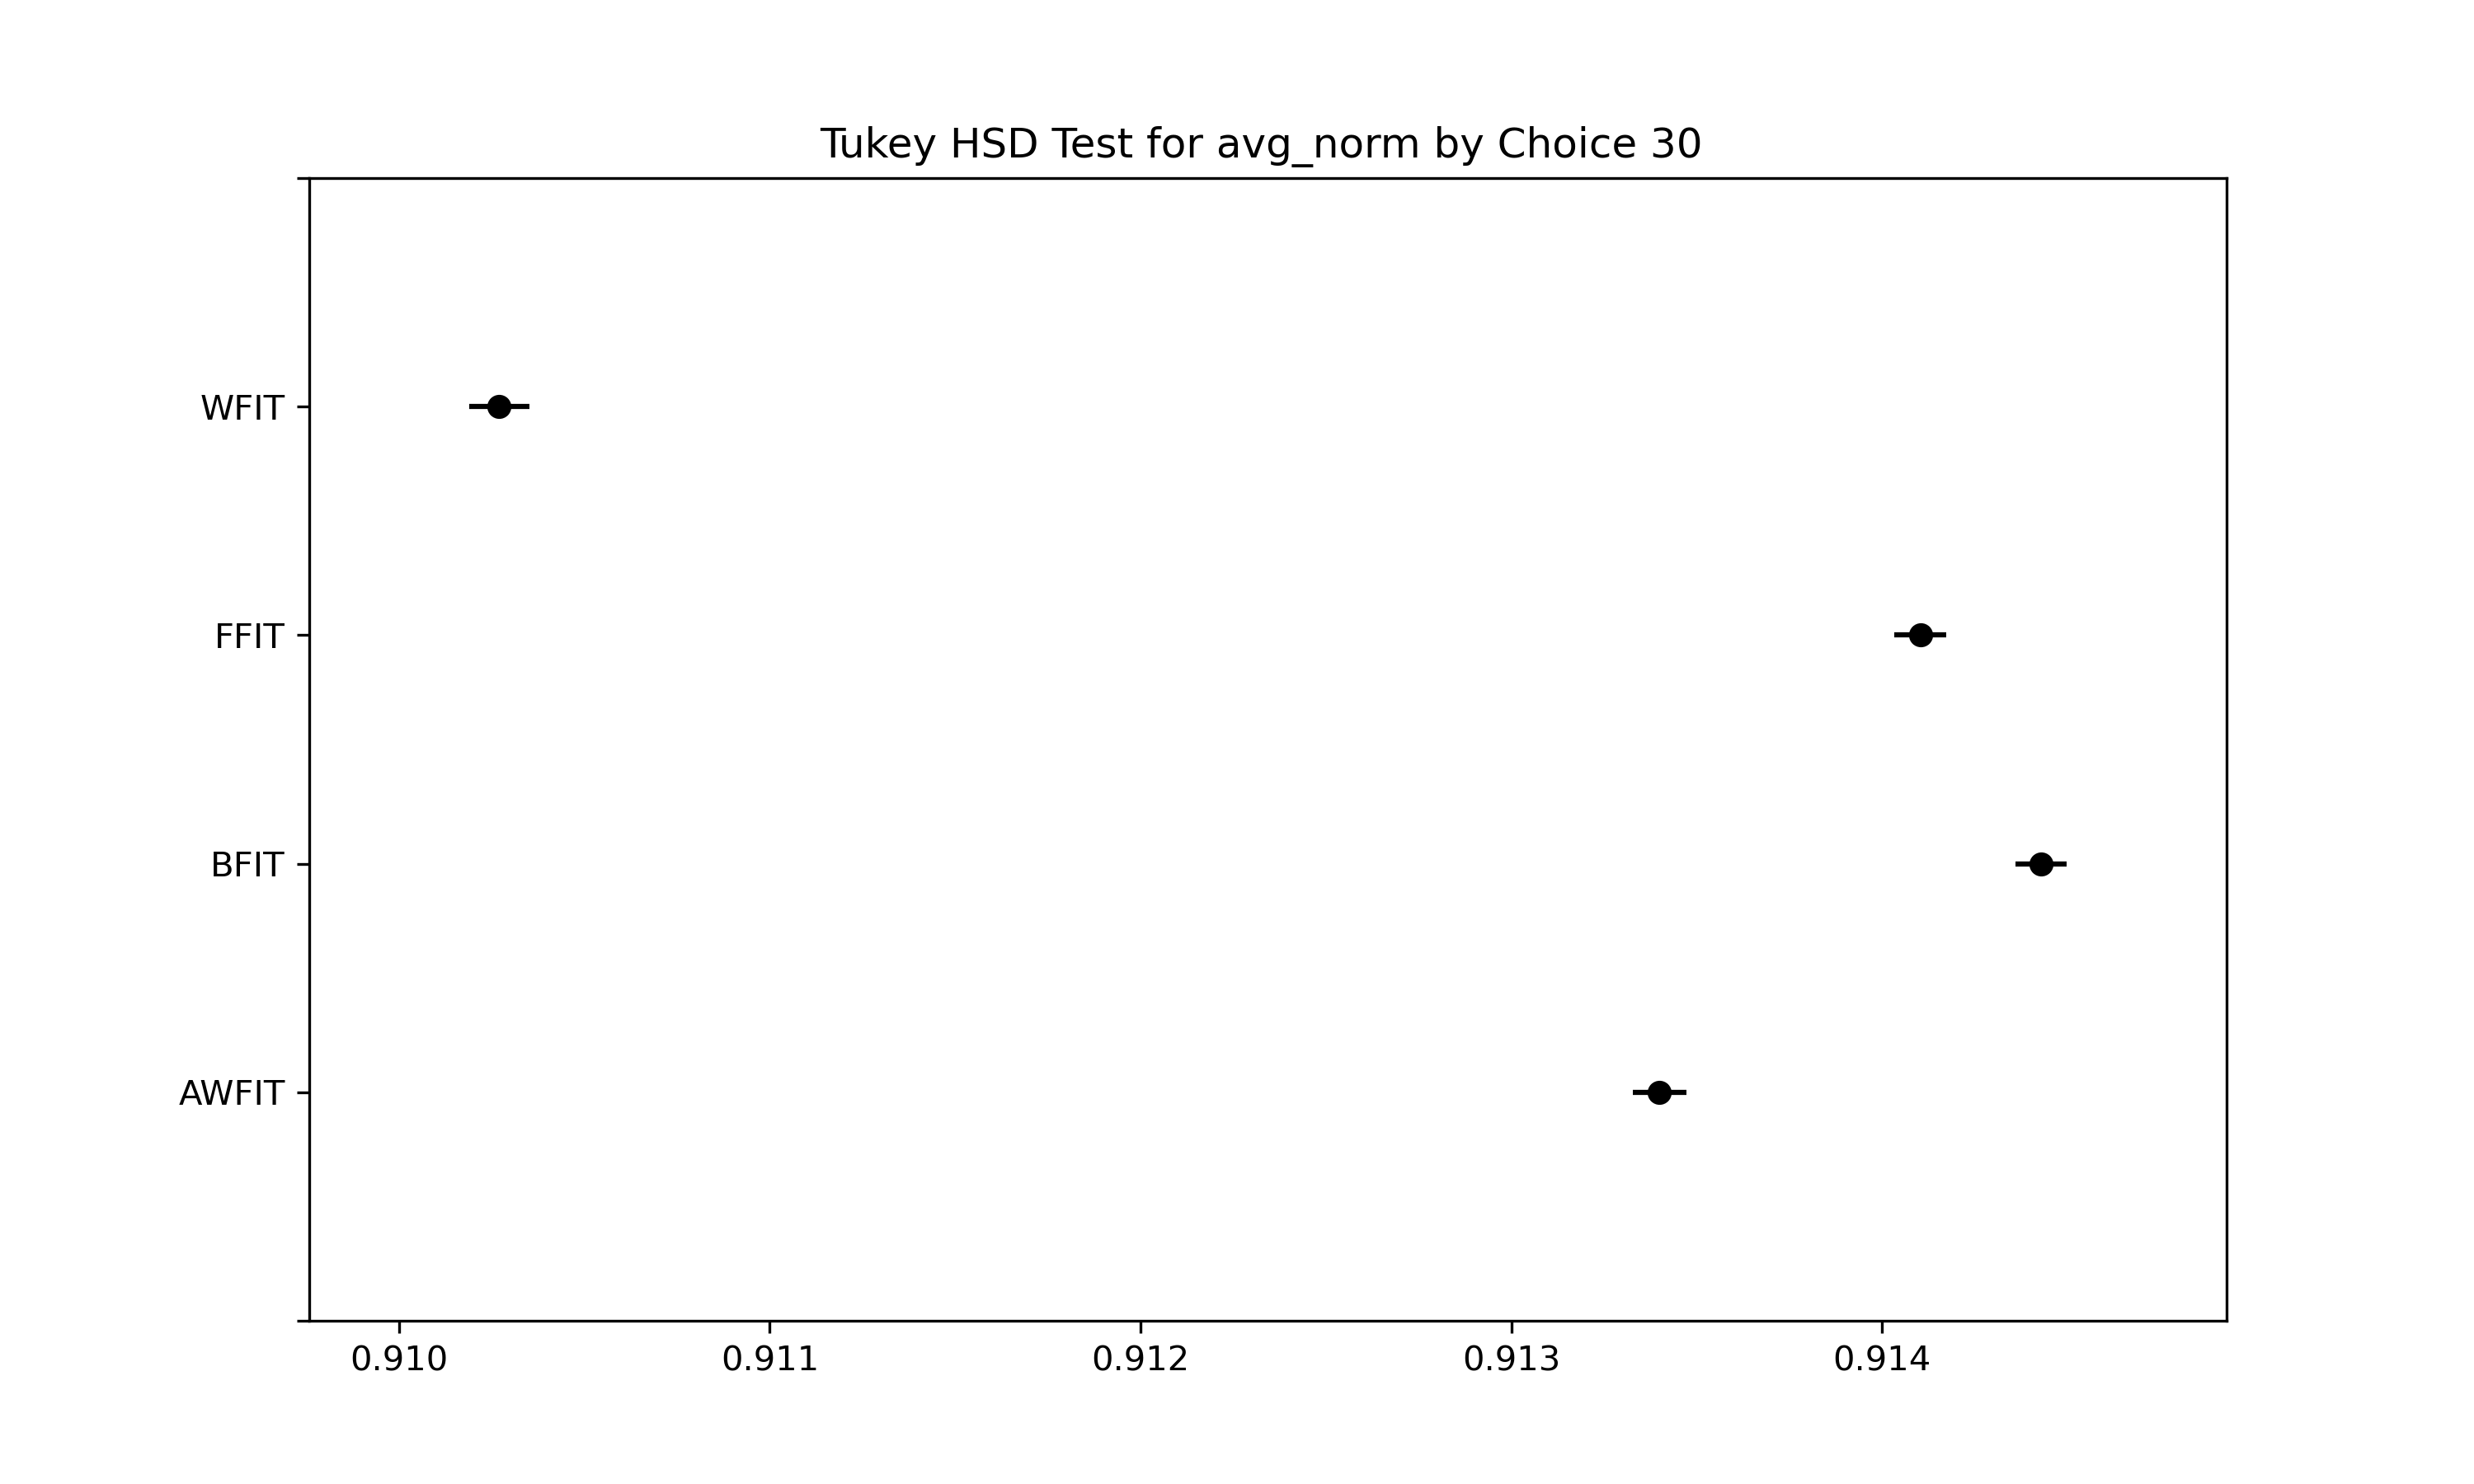 Tukey HSD Test for avg_norm by Choice 30
WFIT
FFIT
BFIT
AWFIT
0.910 0.911 0.912 0.913 0.914